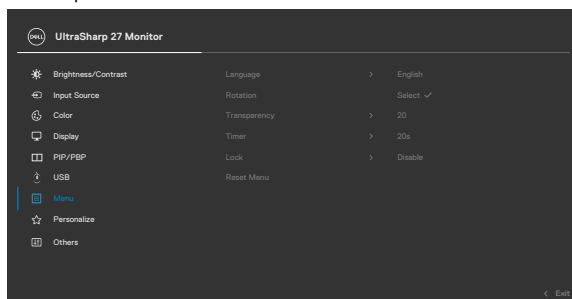 DELL UltraSharp 27 Monitor
Brightness/Contrast Language > English
Input Source Rotation Select ✓
Color Transparency > 20
Display Timer > 20s
PIP/PBP Lock > Disable
USB Reset Menu
Menu
Personalize
Others
< Exit